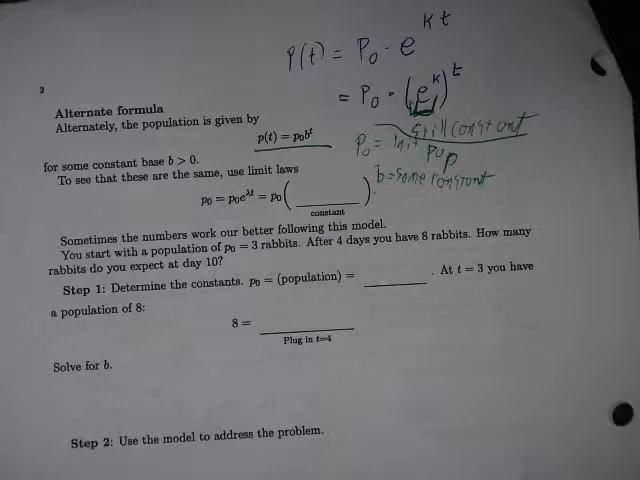 P(t) = P₀ · e^(kt)
= P₀ · (e^k)^t
still constant
P₀ = init pop
b = some constant
2
Alternate formula
Alternately, the population is given by
p(t) = p₀bᵗ
for some constant base b > 0.
To see that these are the same, use limit laws
p₀ = p₀e^(λt) = p₀( ______ ).
constant
Sometimes the numbers work our better following this model.
You start with a population of p₀ = 3 rabbits. After 4 days you have 8 rabbits. How many
rabbits do you expect at day 10?
Step 1: Determine the constants. p₀ = (population) = ______ . At t = 3 you have
a population of 8:
8 = ______
Plug in t=4
Solve for b.
Step 2: Use the model to address the problem.